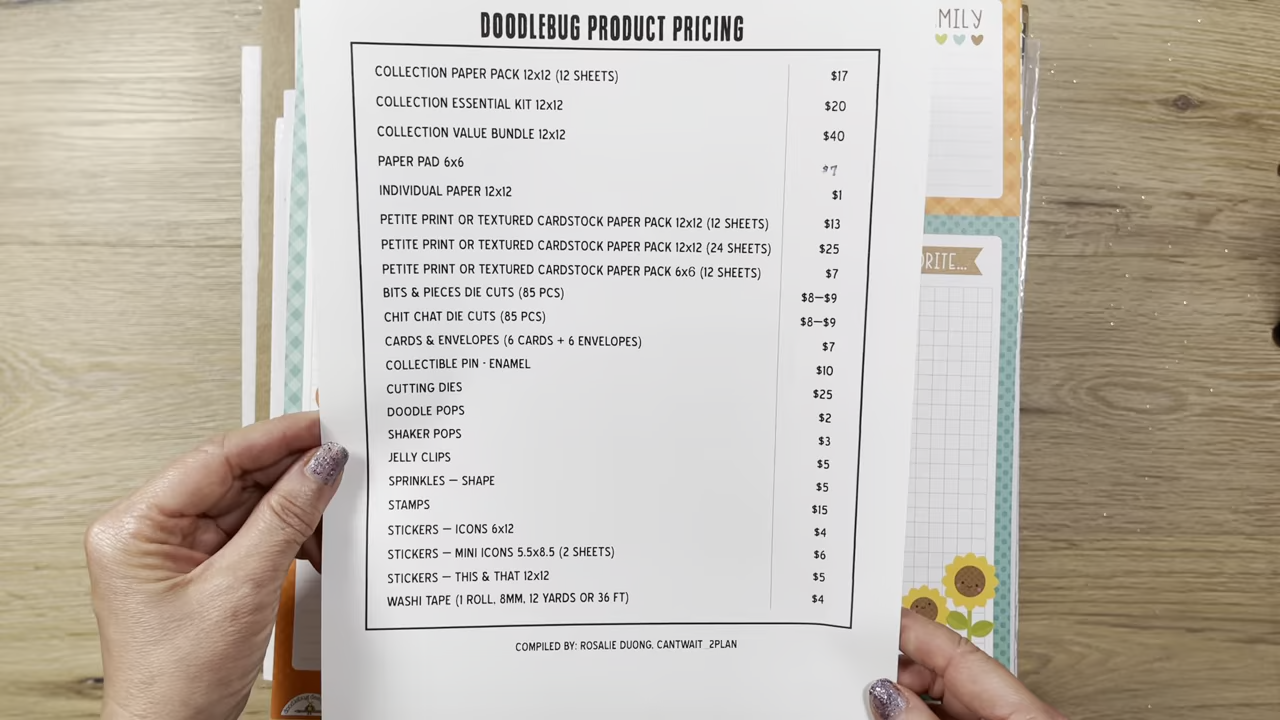 DOODLEBUG PRODUCT PRICING
COLLECTION PAPER PACK 12x12 (12 SHEETS) $17
COLLECTION ESSENTIAL KIT 12x12 $20
COLLECTION VALUE BUNDLE 12x12 $40
PAPER PAD 6x6 $7
INDIVIDUAL PAPER 12x12 $1
PETITE PRINT OR TEXTURED CARDSTOCK PAPER PACK 12x12 (12 SHEETS) $13
PETITE PRINT OR TEXTURED CARDSTOCK PAPER PACK 12x12 (24 SHEETS) $25
PETITE PRINT OR TEXTURED CARDSTOCK PAPER PACK 6x6 (12 SHEETS) $7
BITS & PIECES DIE CUTS (85 PCS) $8–$9
CHIT CHAT DIE CUTS (85 PCS) $8–$9
CARDS & ENVELOPES (6 CARDS + 6 ENVELOPES) $7
COLLECTIBLE PIN - ENAMEL $10
CUTTING DIES $25
DOODLE POPS $2
SHAKER POPS $3
JELLY CLIPS $5
SPRINKLES – SHAPE $5
STAMPS $15
STICKERS – ICONS 6x12 $4
STICKERS – MINI ICONS 5.5x8.5 (2 SHEETS) $6
STICKERS – THIS & THAT 12x12 $5
WASHI TAPE (1 ROLL, 8MM, 12 YARDS OR 36 FT) $4
COMPILED BY: ROSALIE DUONG, CANTWAIT_2PLAN
MILY
RITE...